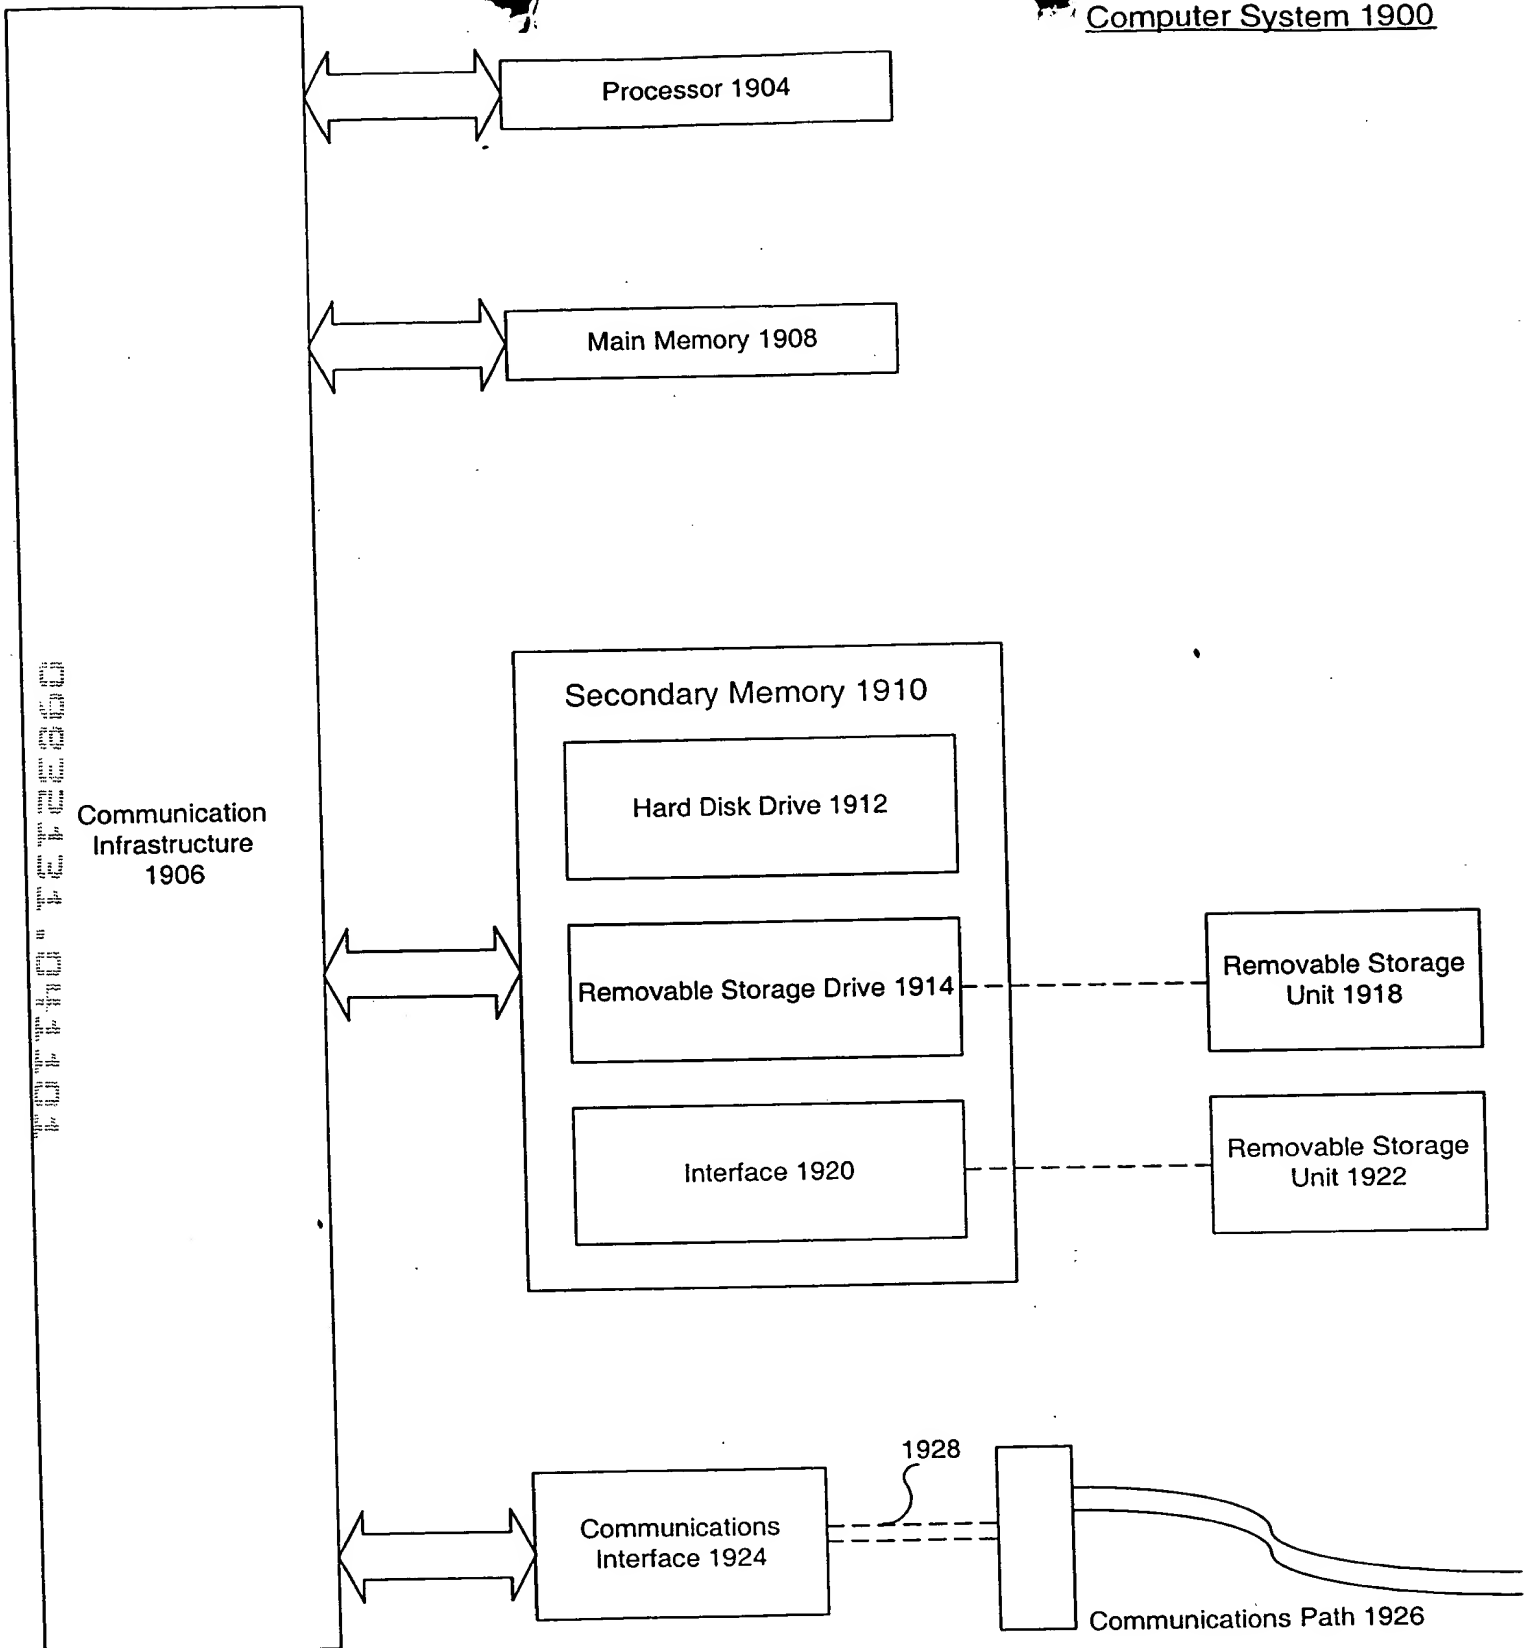 Computer System 1900
Processor 1904
Main Memory 1908
Secondary Memory 1910
Hard Disk Drive 1912
Communication
Infrastructure
1906
Removable Storage Drive 1914
Removable Storage
Unit 1918
Interface 1920
Removable Storage
Unit 1922
1928
Communications
Interface 1924
Communications Path 1926
09832131.041101